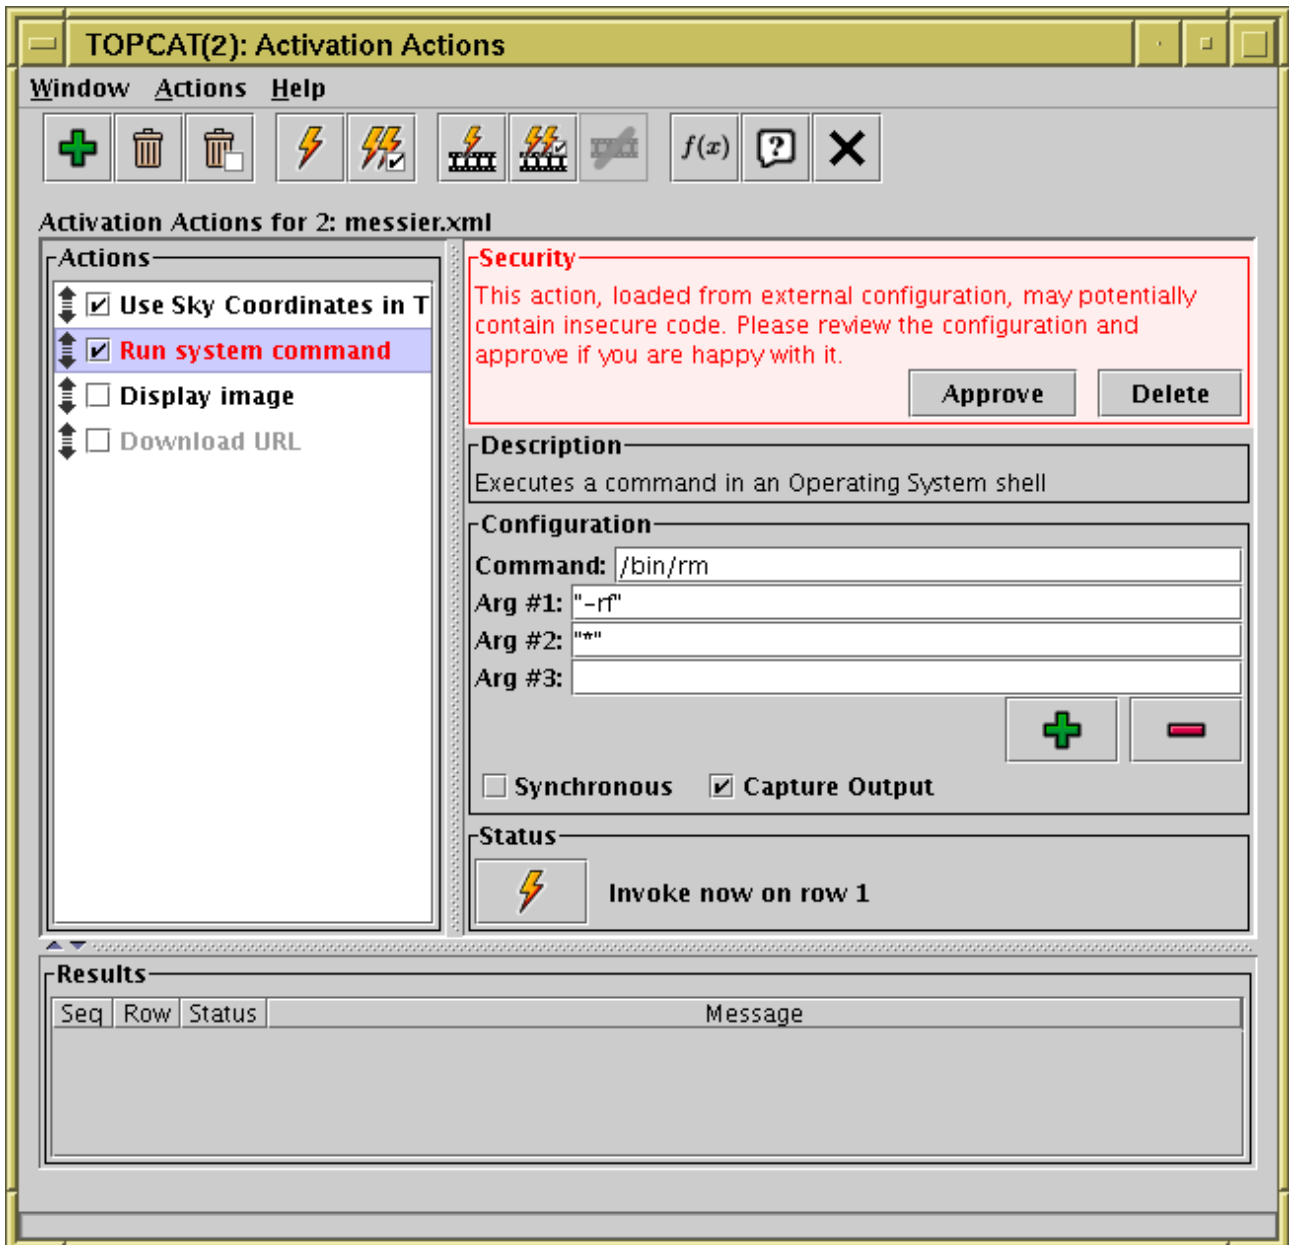 TOPCAT(2): Activation Actions
Window Actions Help
f(x) ?
Activation Actions for 2: messier.xml
Actions
Use Sky Coordinates in T
Run system command
Display image
Download URL
Security
This action, loaded from external configuration, may potentially
contain insecure code. Please review the configuration and
approve if you are happy with it.
Approve Delete
Description
Executes a command in an Operating System shell
Configuration
Command: /bin/rm
Arg #1: "-rf"
Arg #2: "*"
Arg #3:
Synchronous Capture Output
Status
Invoke now on row 1
Results
Seq Row Status Message